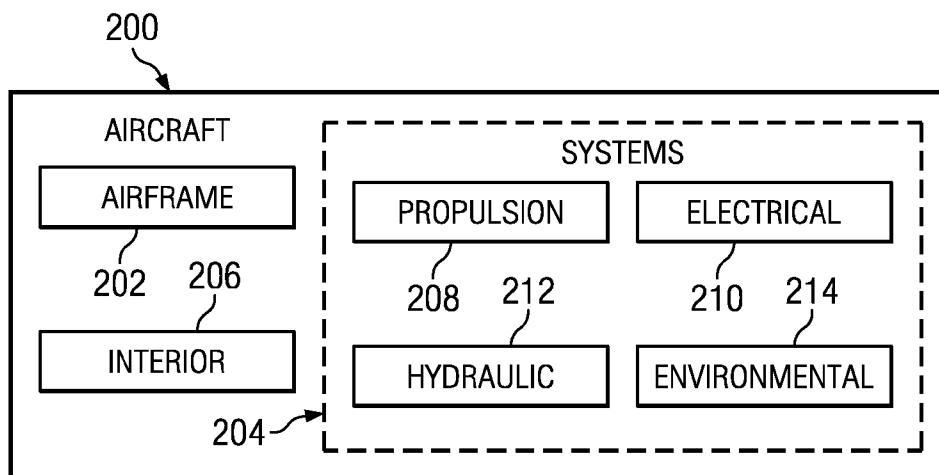 200
AIRCRAFT
SYSTEMS
AIRFRAME
PROPULSION
ELECTRICAL
202
206
208
212
210
214
INTERIOR
HYDRAULIC
ENVIRONMENTAL
204